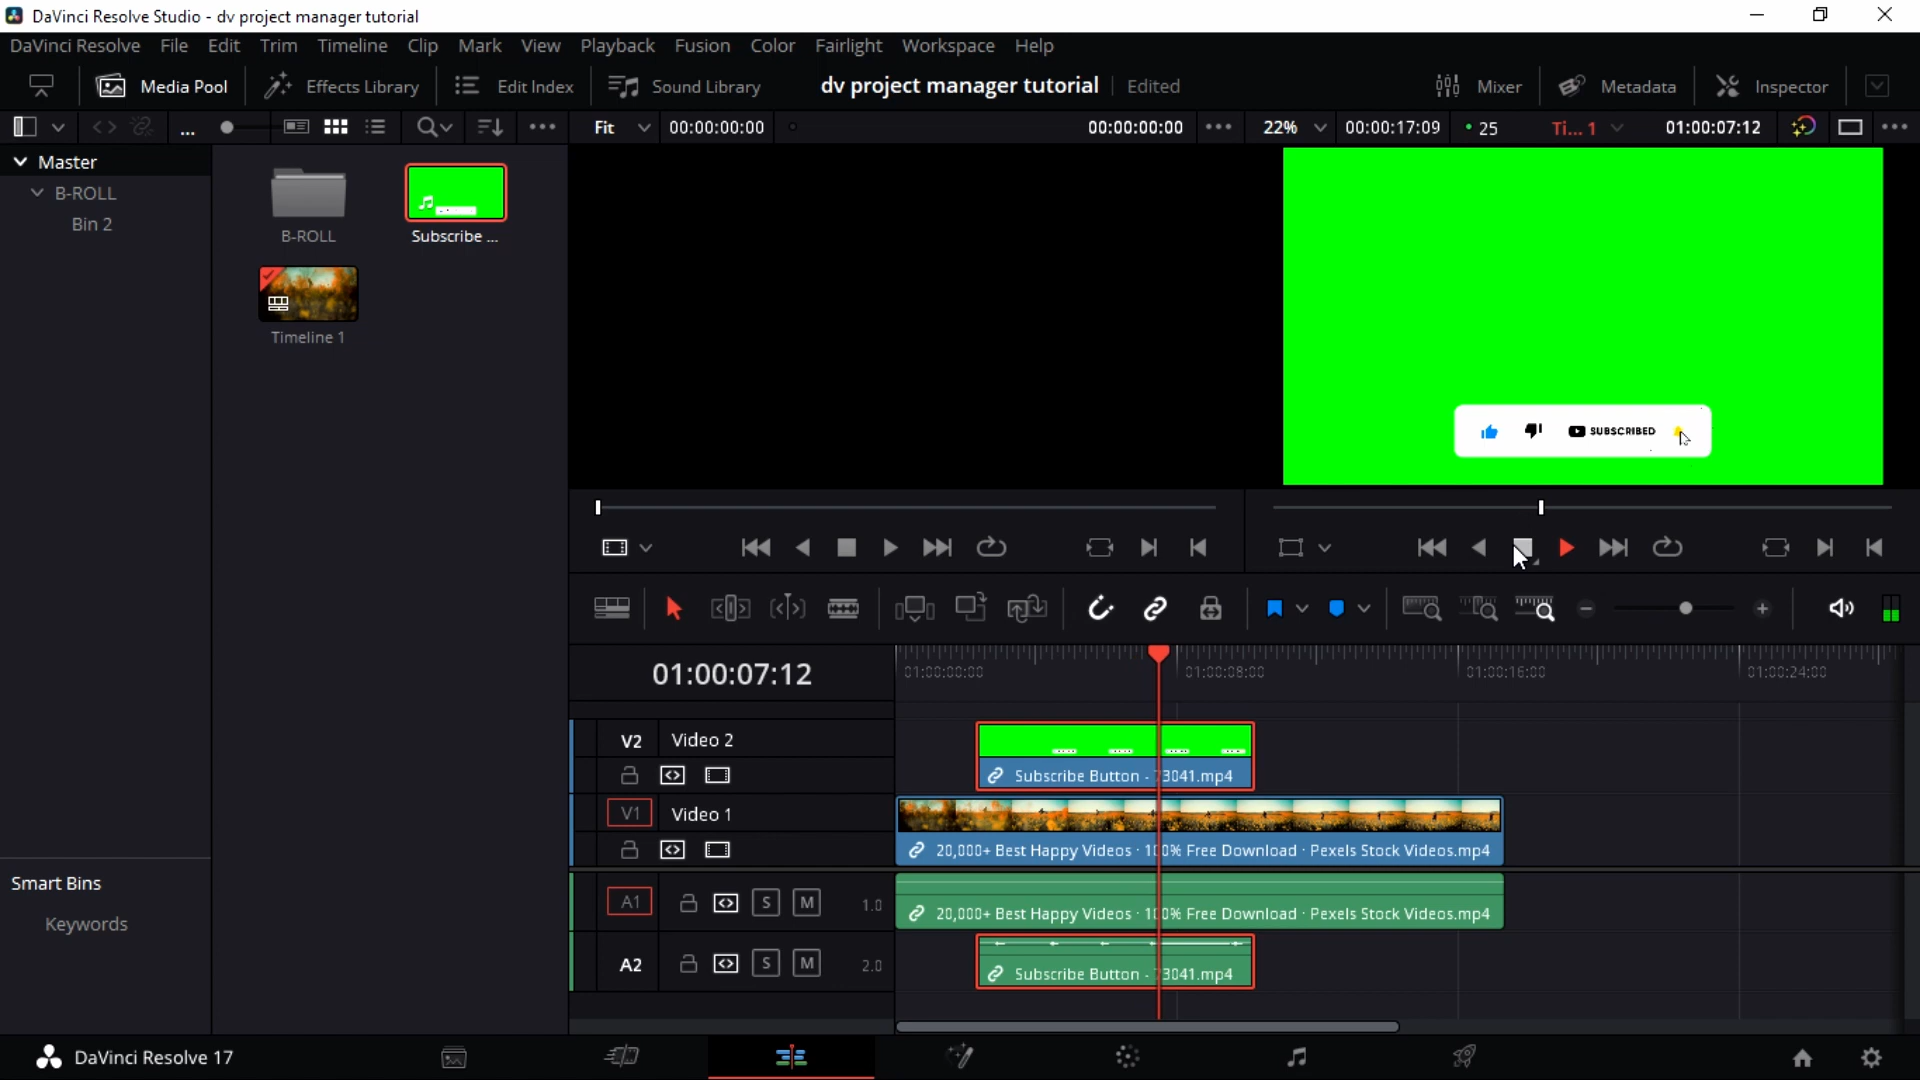 DaVinci Resolve Studio - dv project manager tutorial
DaVinci Resolve File Edit Trim Timeline Clip Mark View Playback Fusion Color Fairlight Workspace Help
Media Pool Effects Library Edit Index Sound Library dv project manager tutorial Edited Mixer Metadata Inspector
... Fit 00:00:00:00 00:00:00:00 ... 22% 00:00:17:09 25 Ti... 1 01:00:07:12 ...
Master
B-ROLL
Bin 2
B-ROLL
Subscribe ...
Timeline 1
SUBSCRIBED
01:00:07:12
01:00:00:00 01:00:08:00 01:00:16:00 01:00:24:00
V2 Video 2
Subscribe Button - 73041.mp4
V1 Video 1
20,000+ Best Happy Videos · 100% Free Download · Pexels Stock Videos.mp4
A1 S M 1.0
20,000+ Best Happy Videos · 100% Free Download · Pexels Stock Videos.mp4
A2 S M 2.0
Subscribe Button - 73041.mp4
Smart Bins
Keywords
DaVinci Resolve 17